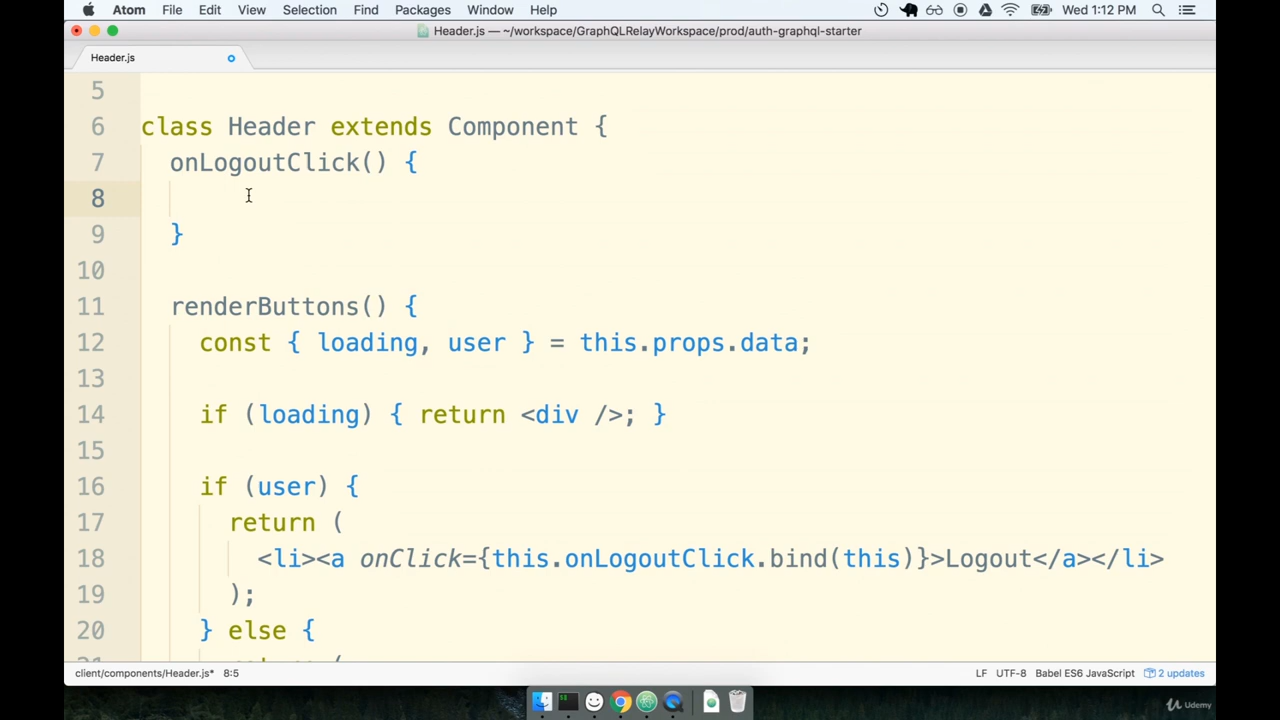 Atom File Edit View Selection Find Packages Window Help Wed 1:12 PM
Header.js — ~/workspace/GraphQLRelayWorkspace/prod/auth-graphql-starter
Header.js
5
6 class Header extends Component {
7 onLogoutClick() {
8
9 }
10
11 renderButtons() {
12 const { loading, user } = this.props.data;
13
14 if (loading) { return <div />; }
15
16 if (user) {
17 return (
18 <li><a onClick={this.onLogoutClick.bind(this)}>Logout</a></li>
19 );
20 } else {
client/components/Header.js* 8:5 LF UTF-8 Babel ES6 JavaScript 2 updates
Udemy